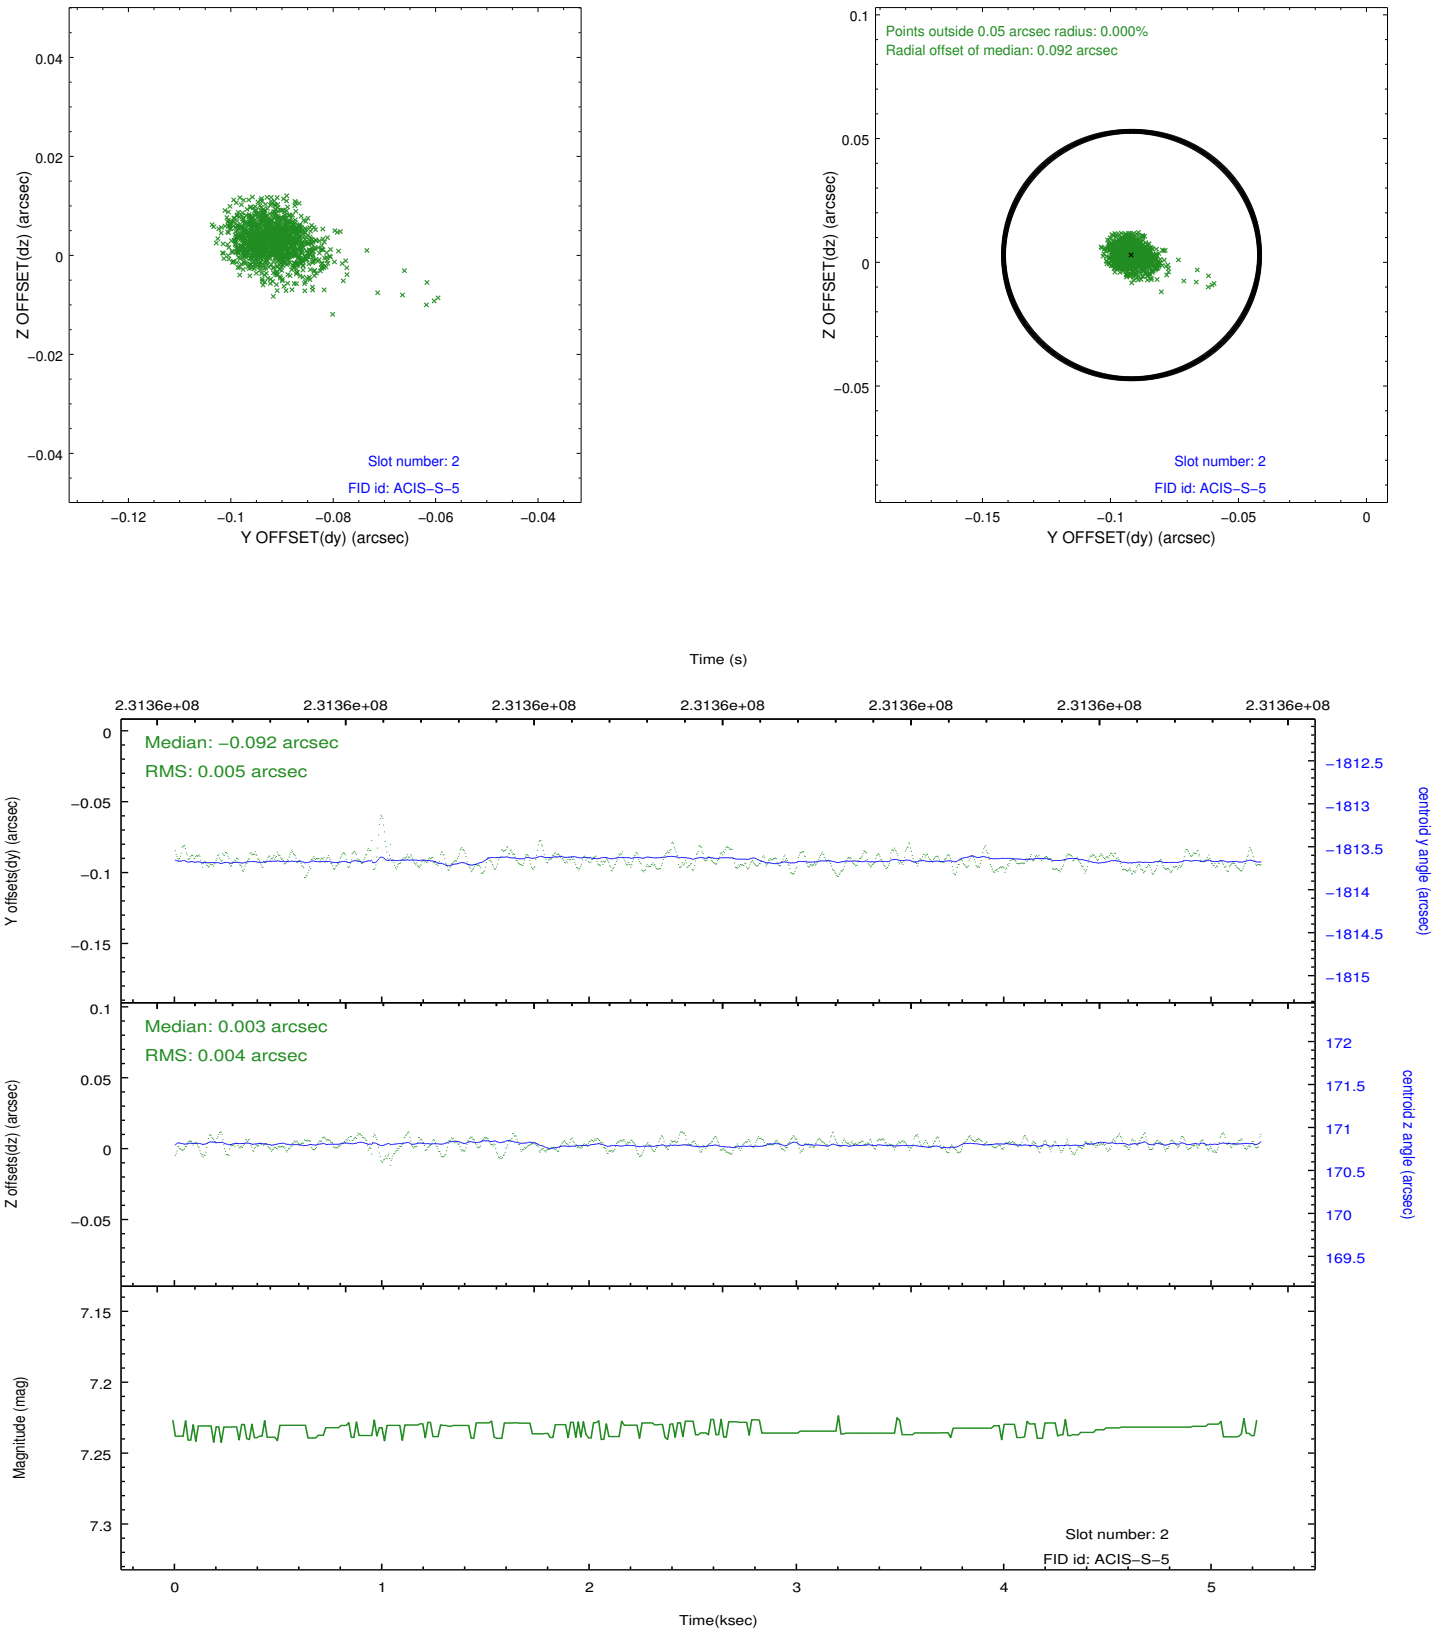 0.04
0.02
0
−0.02
−0.04
Z OFFSET(dz) (arcsec)
Slot number: 2
FID id: ACIS−S−5
−0.12
−0.1
−0.08
−0.06
−0.04
Y OFFSET(dy) (arcsec)
Points outside 0.05 arcsec radius: 0.000%
Radial offset of median: 0.092 arcsec
0.1
0.05
0
−0.05
Z OFFSET(dz) (arcsec)
Slot number: 2
FID id: ACIS−S−5
−0.15
−0.1
−0.05
0
Y OFFSET(dy) (arcsec)
Time (s)
2.3136e+08
2.3136e+08
2.3136e+08
2.3136e+08
2.3136e+08
2.3136e+08
2.3136e+08
Median: −0.092 arcsec
RMS: 0.005 arcsec
0
−0.05
−0.1
−0.15
Y offsets(dy) (arcsec)
−1812.5
−1813
−1813.5
−1814
−1814.5
−1815
centroid y angle (arcsec)
Median: 0.003 arcsec
RMS: 0.004 arcsec
0.1
0.05
0
−0.05
Z offsets(dz) (arcsec)
172
171.5
171
170.5
170
169.5
centroid z angle (arcsec)
7.15
7.2
7.25
7.3
Magnitude (mag)
Slot number: 2
FID id: ACIS−S−5
0
1
2
3
4
5
Time(ksec)